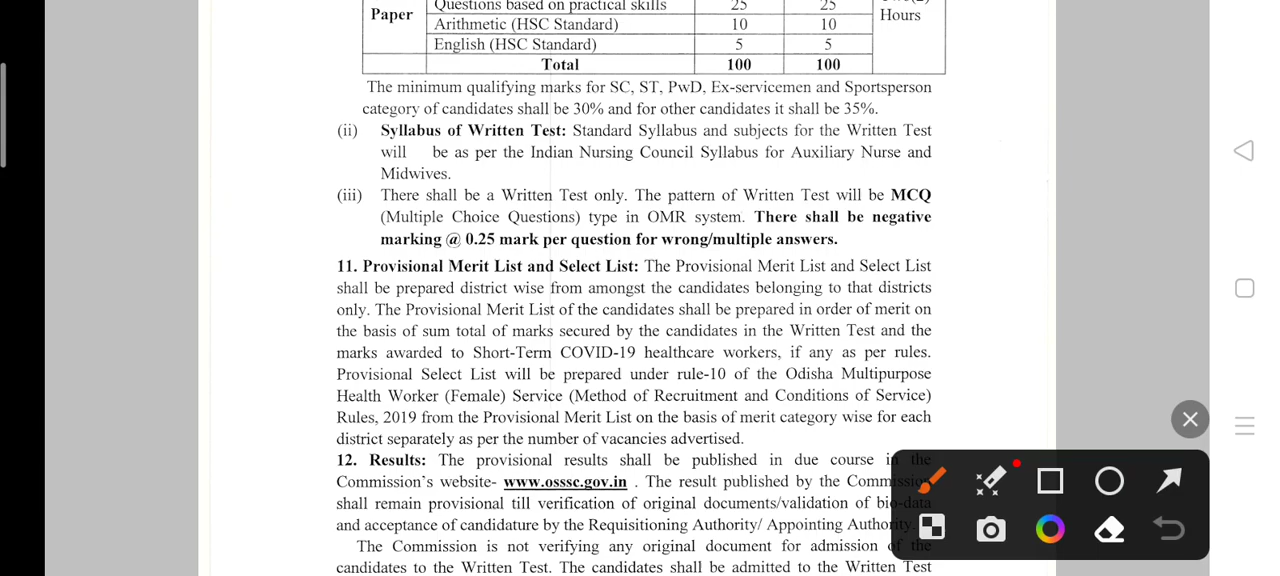 Questions based on practical skills 25 25
Paper Hours
Arithmetic (HSC Standard) 10 10
English (HSC Standard) 5 5
Total 100 100
The minimum qualifying marks for SC, ST, PwD, Ex-servicemen and Sportsperson
category of candidates shall be 30% and for other candidates it shall be 35%.
(ii) Syllabus of Written Test: Standard Syllabus and subjects for the Written Test
will be as per the Indian Nursing Council Syllabus for Auxiliary Nurse and
Midwives.
(iii) There shall be a Written Test only. The pattern of Written Test will be MCQ
(Multiple Choice Questions) type in OMR system. There shall be negative
marking @ 0.25 mark per question for wrong/multiple answers.
11. Provisional Merit List and Select List: The Provisional Merit List and Select List
shall be prepared district wise from amongst the candidates belonging to that districts
only. The Provisional Merit List of the candidates shall be prepared in order of merit on
the basis of sum total of marks secured by the candidates in the Written Test and the
marks awarded to Short-Term COVID-19 healthcare workers, if any as per rules.
Provisional Select List will be prepared under rule-10 of the Odisha Multipurpose
Health Worker (Female) Service (Method of Recruitment and Conditions of Service)
Rules, 2019 from the Provisional Merit List on the basis of merit category wise for each
district separately as per the number of vacancies advertised.
12. Results: The provisional results shall be published in due course in the
Commission's website- www.osssc.gov.in . The result published by the Commission
shall remain provisional till verification of original documents/validation of bio-data
and acceptance of candidature by the Requisitioning Authority/ Appointing Authority.
The Commission is not verifying any original document for admission of the
candidates to the Written Test. The candidates shall be admitted to the Written Test